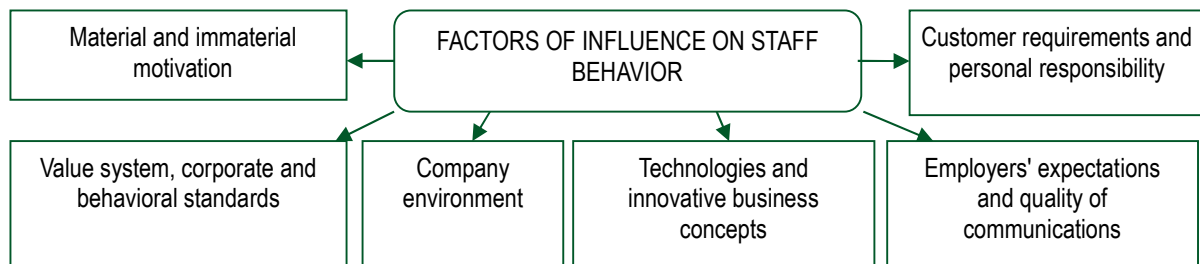 Material and immaterial
motivation
FACTORS OF INFLUENCE ON STAFF
BEHAVIOR
Customer requirements and
personal responsibility
Value system, corporate and
behavioral standards
Company
environment
Technologies and
innovative business
concepts
Employers' expectations
and quality of
communications